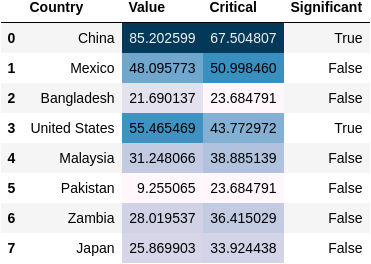 Country Value Critical Significant
0 China 85.202599 67.504807 True
1 Mexico 48.095773 50.998460 False
2 Bangladesh 21.690137 23.684791 False
3 United States 55.465469 43.772972 True
4 Malaysia 31.248066 38.885139 False
5 Pakistan 9.255065 23.684791 False
6 Zambia 28.019537 36.415029 False
7 Japan 25.869903 33.924438 False